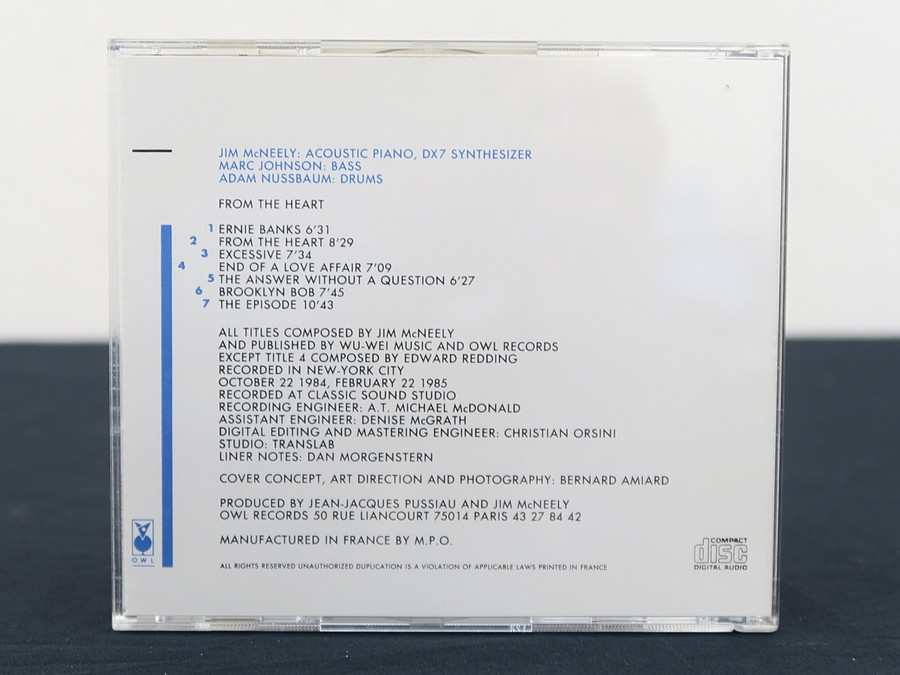 JIM McNEELY: ACOUSTIC PIANO, DX7 SYNTHESIZER
MARC JOHNSON: BASS
ADAM NUSSBAUM: DRUMS
FROM THE HEART
1 ERNIE BANKS 6'31
2 FROM THE HEART 8'29
3 EXCESSIVE 7'34
4 END OF A LOVE AFFAIR 7'09
5 THE ANSWER WITHOUT A QUESTION 6'27
6 BROOKLYN BOB 7'45
7 THE EPISODE 10'43
ALL TITLES COMPOSED BY JIM McNEELY
AND PUBLISHED BY WU-WEI MUSIC AND OWL RECORDS
EXCEPT TITLE 4 COMPOSED BY EDWARD REDDING
RECORDED IN NEW-YORK CITY
OCTOBER 22 1984, FEBRUARY 22 1985
RECORDED AT CLASSIC SOUND STUDIO
RECORDING ENGINEER: A.T. MICHAEL McDONALD
ASSISTANT ENGINEER: DENISE McGRATH
DIGITAL EDITING AND MASTERING ENGINEER: CHRISTIAN ORSINI
STUDIO: TRANSLAB
LINER NOTES: DAN MORGENSTERN
COVER CONCEPT, ART DIRECTION AND PHOTOGRAPHY: BERNARD AMIARD
PRODUCED BY JEAN-JACQUES PUSSIAU AND JIM McNEELY
OWL RECORDS 50 RUE LIANCOURT 75014 PARIS 43 27 84 42
MANUFACTURED IN FRANCE BY M.P.O.
ALL RIGHTS RESERVED UNAUTHORIZED DUPLICATION IS A VIOLATION OF APPLICABLE LAWS PRINTED IN FRANCE
OWL
COMPACT
disc
DIGITAL AUDIO